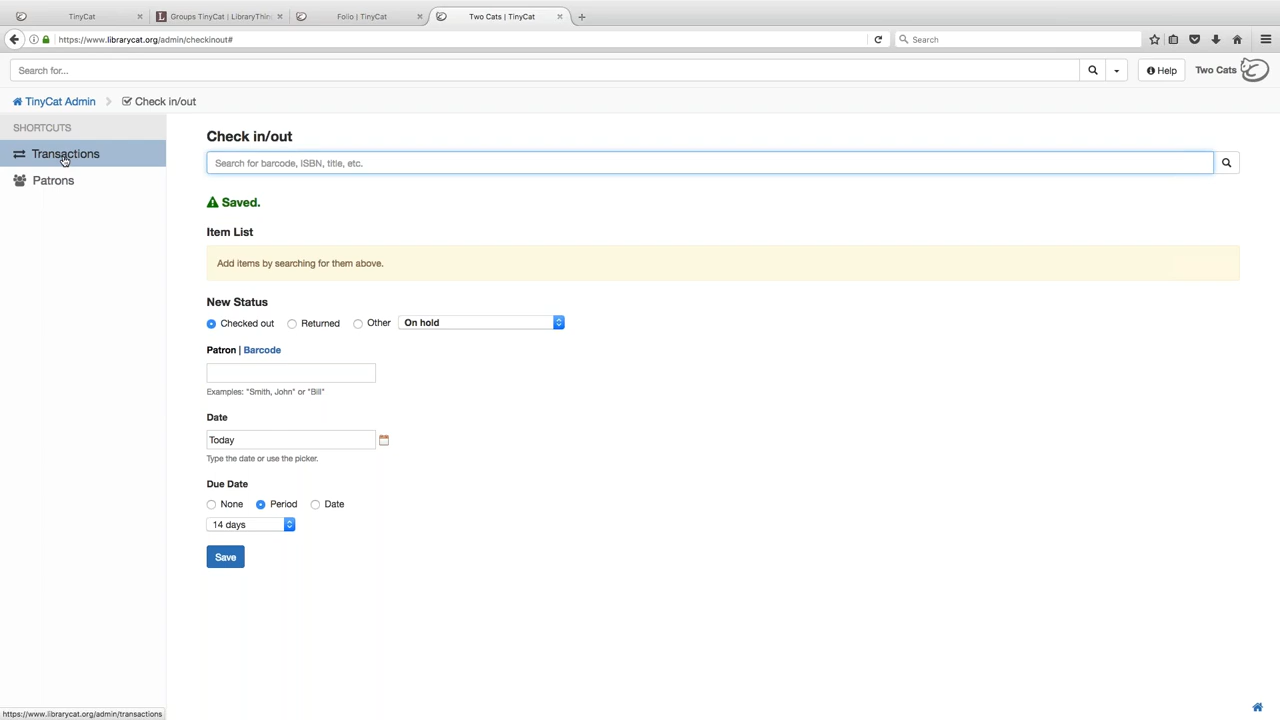 TinyCat
Groups TinyCat | LibraryThin
Folio | TinyCat
Two Cats | TinyCat
https://www.librarycat.org/admin/checkinout#
Search
Search for...
Help
Two Cats
TinyCat Admin
Check in/out
SHORTCUTS
Transactions
Patrons
Check in/out
Search for barcode, ISBN, title, etc.
Saved.
Item List
Add items by searching for them above.
New Status
Checked out Returned Other On hold
Patron | Barcode
Examples: "Smith, John" or "Bill"
Date
Today
Type the date or use the picker.
Due Date
None Period Date
14 days
Save
https://www.librarycat.org/admin/transactions